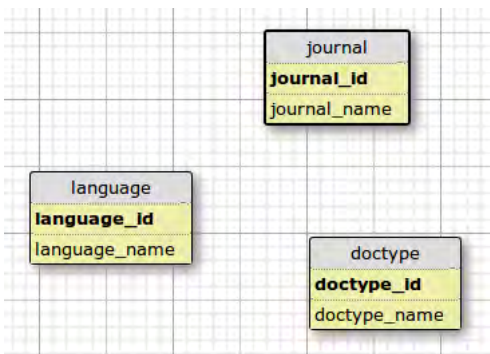 journal
journal_id
journal_name
language
language_id
language_name
doctype
doctype_id
doctype_name